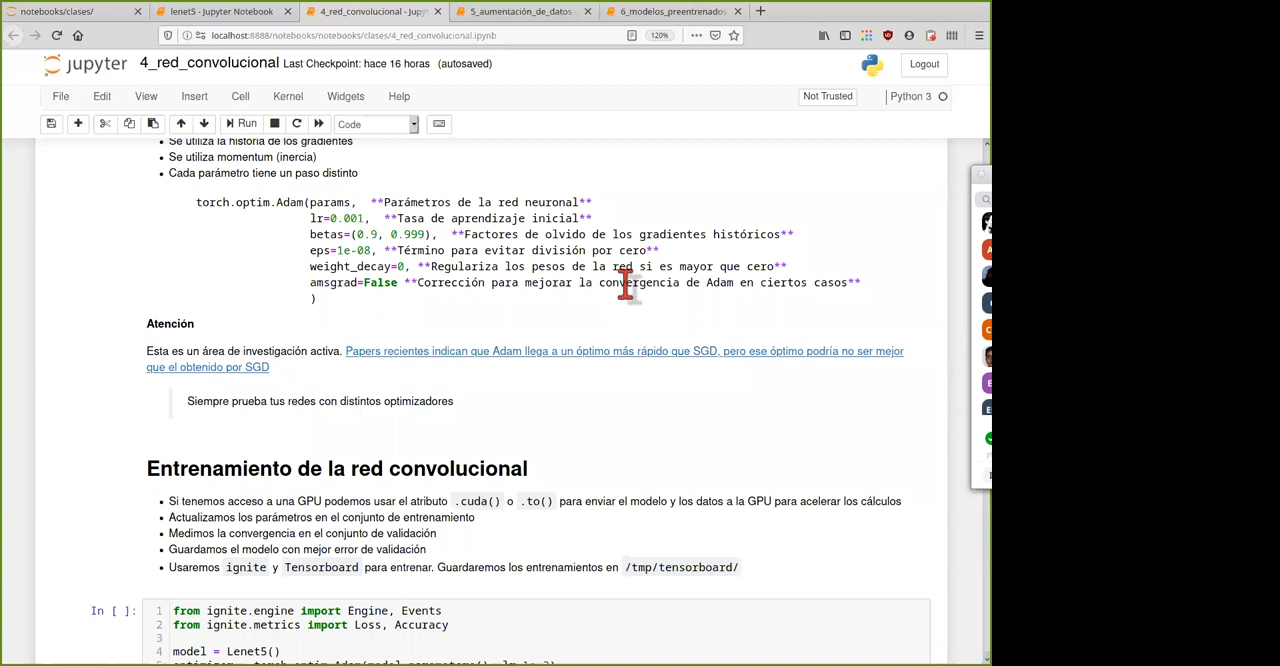 notebooks/clases/
lenet5 - Jupyter Notebook
4_red_convolucional - Jupyt
5_aumentación_de_datos
6_modelos_preentrenados
localhost:8888/notebooks/notebooks/clases/4_red_convolucional.ipynb
120%
jupyter 4_red_convolucional Last Checkpoint: hace 16 horas (autosaved)
Logout
File Edit View Insert Cell Kernel Widgets Help
Not Trusted
Python 3
Run
Code
• Se utiliza la historia de los gradientes
• Se utiliza momentum (inercia)
• Cada parámetro tiene un paso distinto
torch.optim.Adam(params, **Parámetros de la red neuronal**
lr=0.001, **Tasa de aprendizaje inicial**
betas=(0.9, 0.999), **Factores de olvido de los gradientes históricos**
eps=1e-08, **Término para evitar división por cero**
weight_decay=0, **Regulariza los pesos de la red si es mayor que cero**
amsgrad=False **Corrección para mejorar la convergencia de Adam en ciertos casos**
)
Atención
Esta es un área de investigación activa. Papers recientes indican que Adam llega a un óptimo más rápido que SGD, pero ese óptimo podría no ser mejor
que el obtenido por SGD
Siempre prueba tus redes con distintos optimizadores
Entrenamiento de la red convolucional
• Si tenemos acceso a una GPU podemos usar el atributo .cuda() o .to() para enviar el modelo y los datos a la GPU para acelerar los cálculos
• Actualizamos los parámetros en el conjunto de entrenamiento
• Medimos la convergencia en el conjunto de validación
• Guardamos el modelo con mejor error de validación
• Usaremos ignite y Tensorboard para entrenar. Guardaremos los entrenamientos en /tmp/tensorboard/
In [ ]:
1 from ignite.engine import Engine, Events
2 from ignite.metrics import Loss, Accuracy
3
4 model = Lenet5()